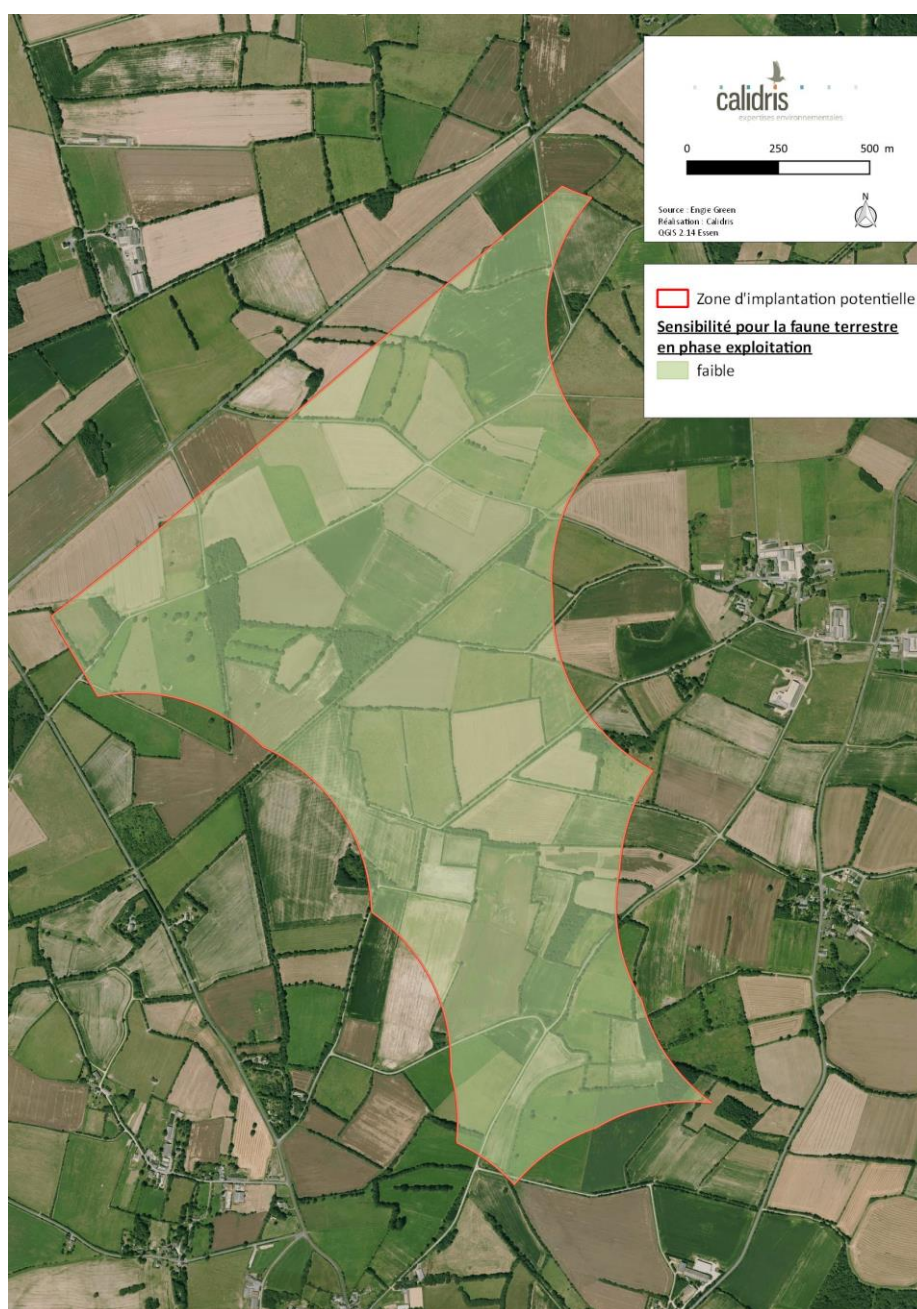 calidris
expertises environnementales
0 250 500 m
Source : Engie Green
Réalisation : Calidris
QGIS 2.14 Essen
N
Zone d'implantation potentielle
Sensibilité pour la faune terrestre
en phase exploitation
faible